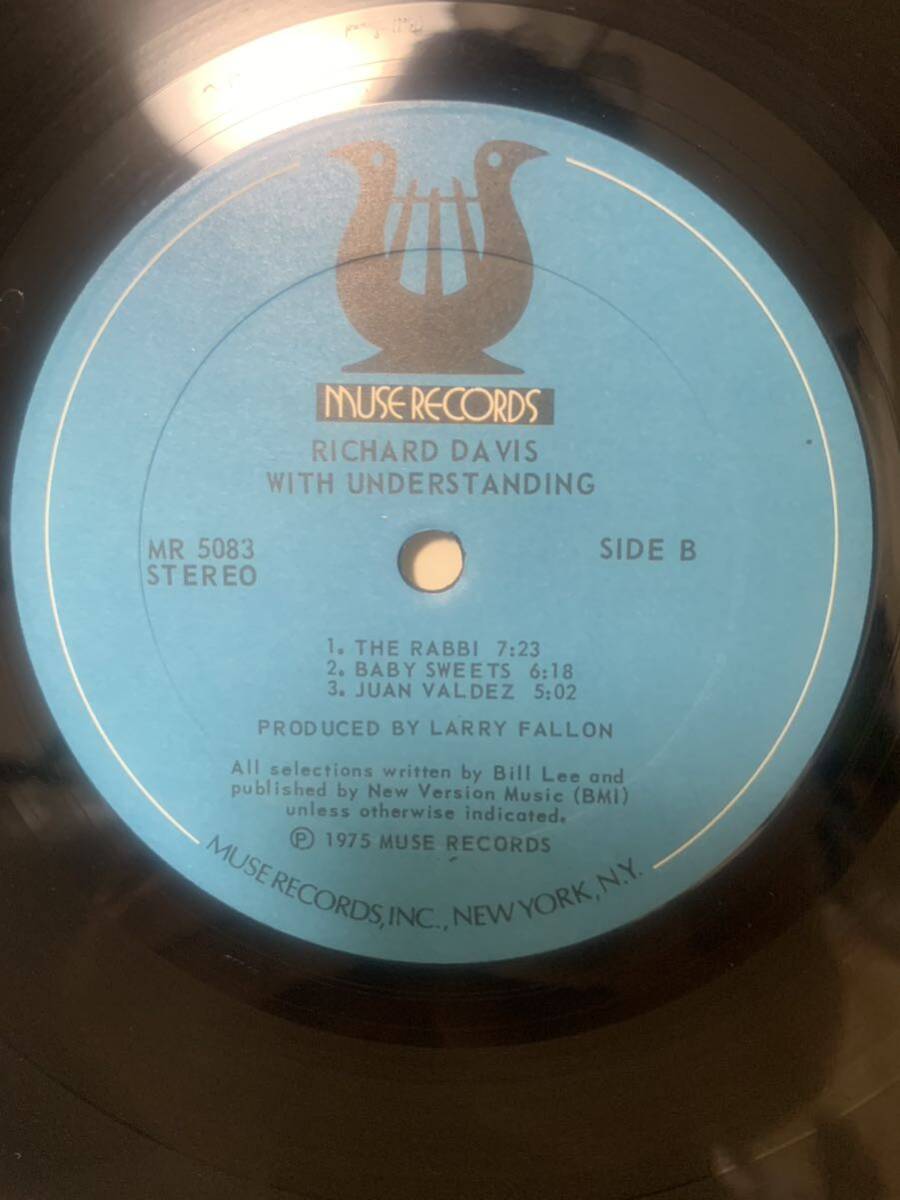 MUSE RECORDS
RICHARD DAVIS
WITH UNDERSTANDING
MR 5083
STEREO
SIDE B
1. THE RABBI 7:23
2. BABY SWEETS 6:18
3. JUAN VALDEZ 5:02
PRODUCED BY LARRY FALLON
All selections written by Bill Lee and
published by New Version Music (BMI)
unless otherwise indicated.
Ⓟ 1975 MUSE RECORDS
MUSE RECORDS, INC., NEW YORK, N.Y.